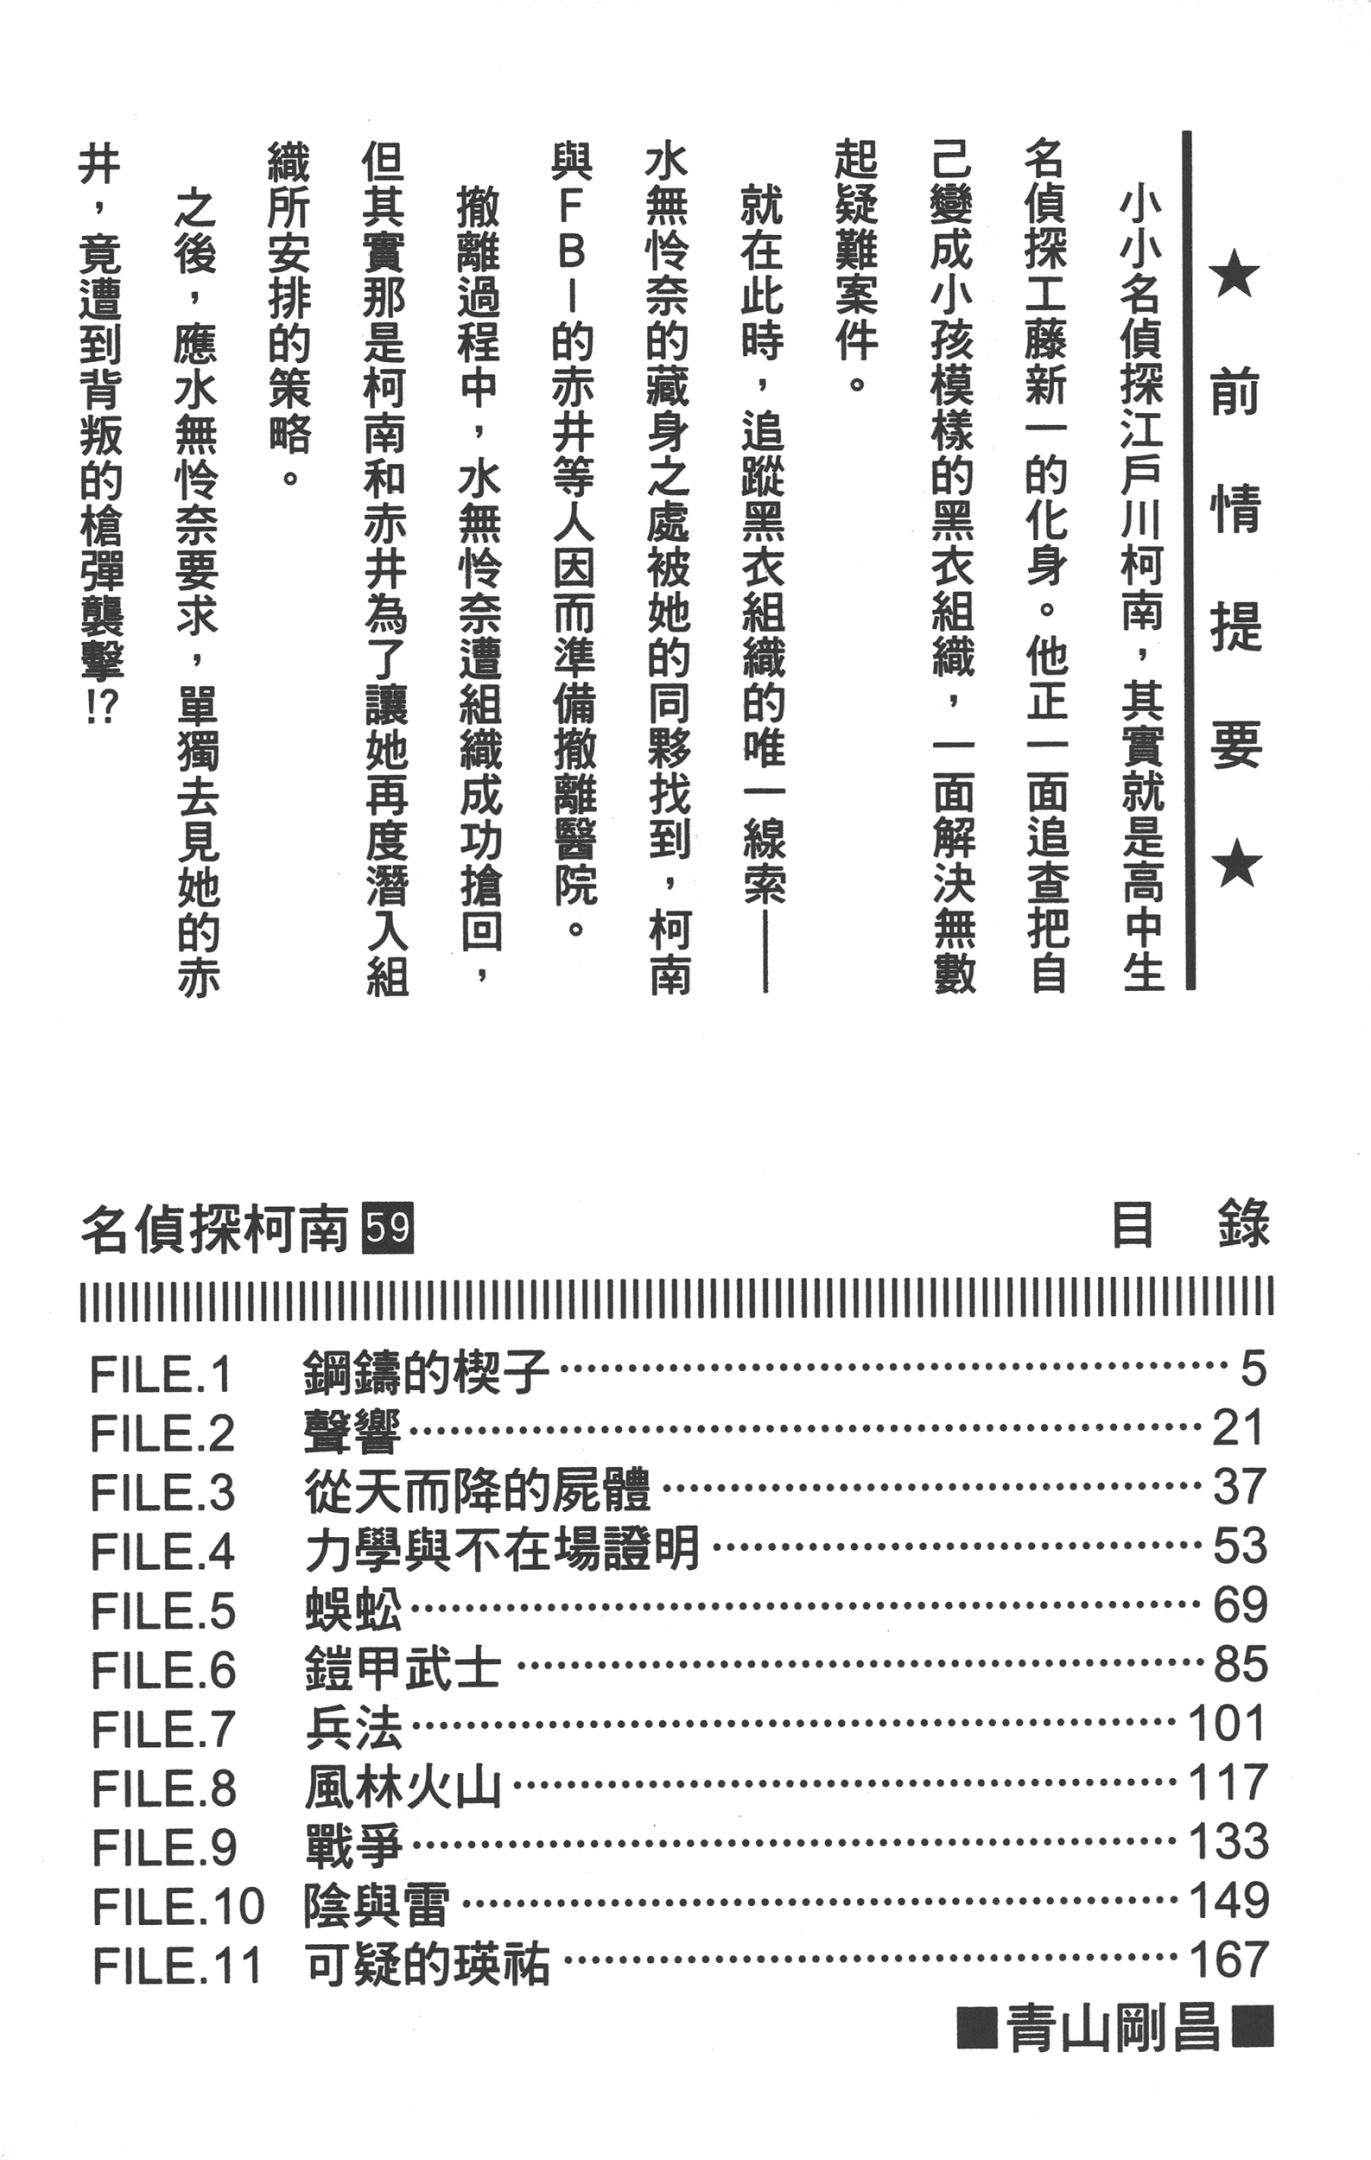 ★前情提要★
小小名偵探江戶川柯南，其實就是高中生
名偵探工藤新一的化身。他正一面追查把自
己變成小孩模樣的黑衣組織，一面解決無數
起疑難案件。
就在此時，追蹤黑衣組織的唯一線索——
水無怜奈的藏身之處被她的同夥找到，柯南
與FBI的赤井等人因而準備撤離醫院。
撤離過程中，水無怜奈遭組織成功搶回，
但其實那是柯南和赤井為了讓她再度潛入組
織所安排的策略。
之後，應水無怜奈要求，單獨去見她的赤
井，竟遭到背叛的槍彈襲擊!?
名偵探柯南59 目 錄
FILE.1 鋼鑄的楔子……5
FILE.2 聲響……21
FILE.3 從天而降的屍體……37
FILE.4 力學與不在場證明……53
FILE.5 蜈蚣……69
FILE.6 鎧甲武士……85
FILE.7 兵法……101
FILE.8 風林火山……117
FILE.9 戰爭……133
FILE.10 陰與雷……149
FILE.11 可疑的瑛祐……167
■青山剛昌■